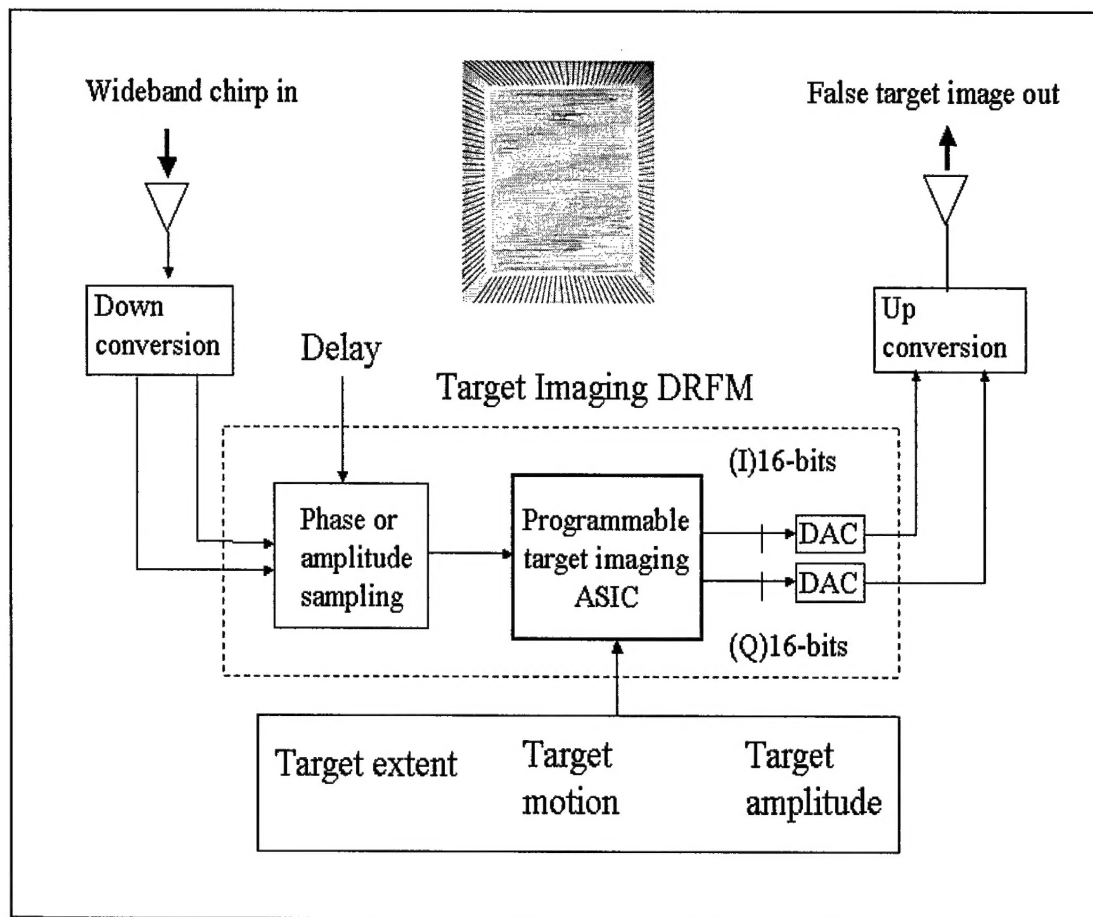 Wideband chirp in
False target image out
Down
conversion
Up
conversion
Delay
Target Imaging DRFM
(I)16-bits
Phase or
amplitude
sampling
Programmable
target imaging
ASIC
DAC
DAC
(Q)16-bits
Target extent
Target
motion
Target
amplitude